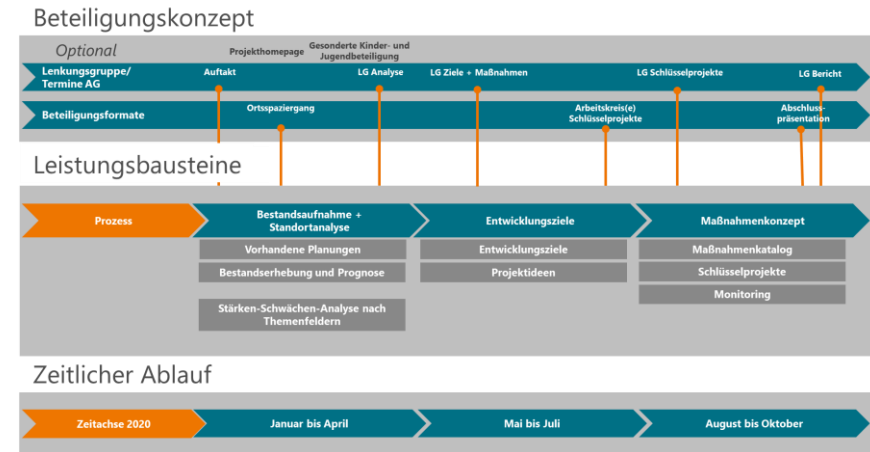 Beteiligungskonzept
Optional
Projekthomepage
Gesonderte Kinder- und
Jugendbeteiligung
Lenkungsgruppe/
Termine AG
Auftakt
LG Analyse
LG Ziele + Maßnahmen
LG Schlüsselprojekte
LG Bericht
Beteiligungsformate
Ortsspaziergang
Arbeitskreis(e)
Schlüsselprojekte
Abschluss-
präsentation
Leistungsbausteine
Prozess
Bestandsaufnahme +
Standortanalyse
Entwicklungsziele
Maßnahmenkonzept
Vorhandene Planungen
Entwicklungsziele
Maßnahmenkatalog
Bestandserhebung und Prognose
Projektideen
Schlüsselprojekte
Monitoring
Stärken-Schwächen-Analyse nach
Themenfeldern
Zeitlicher Ablauf
Zeitachse 2020
Januar bis April
Mai bis Juli
August bis Oktober